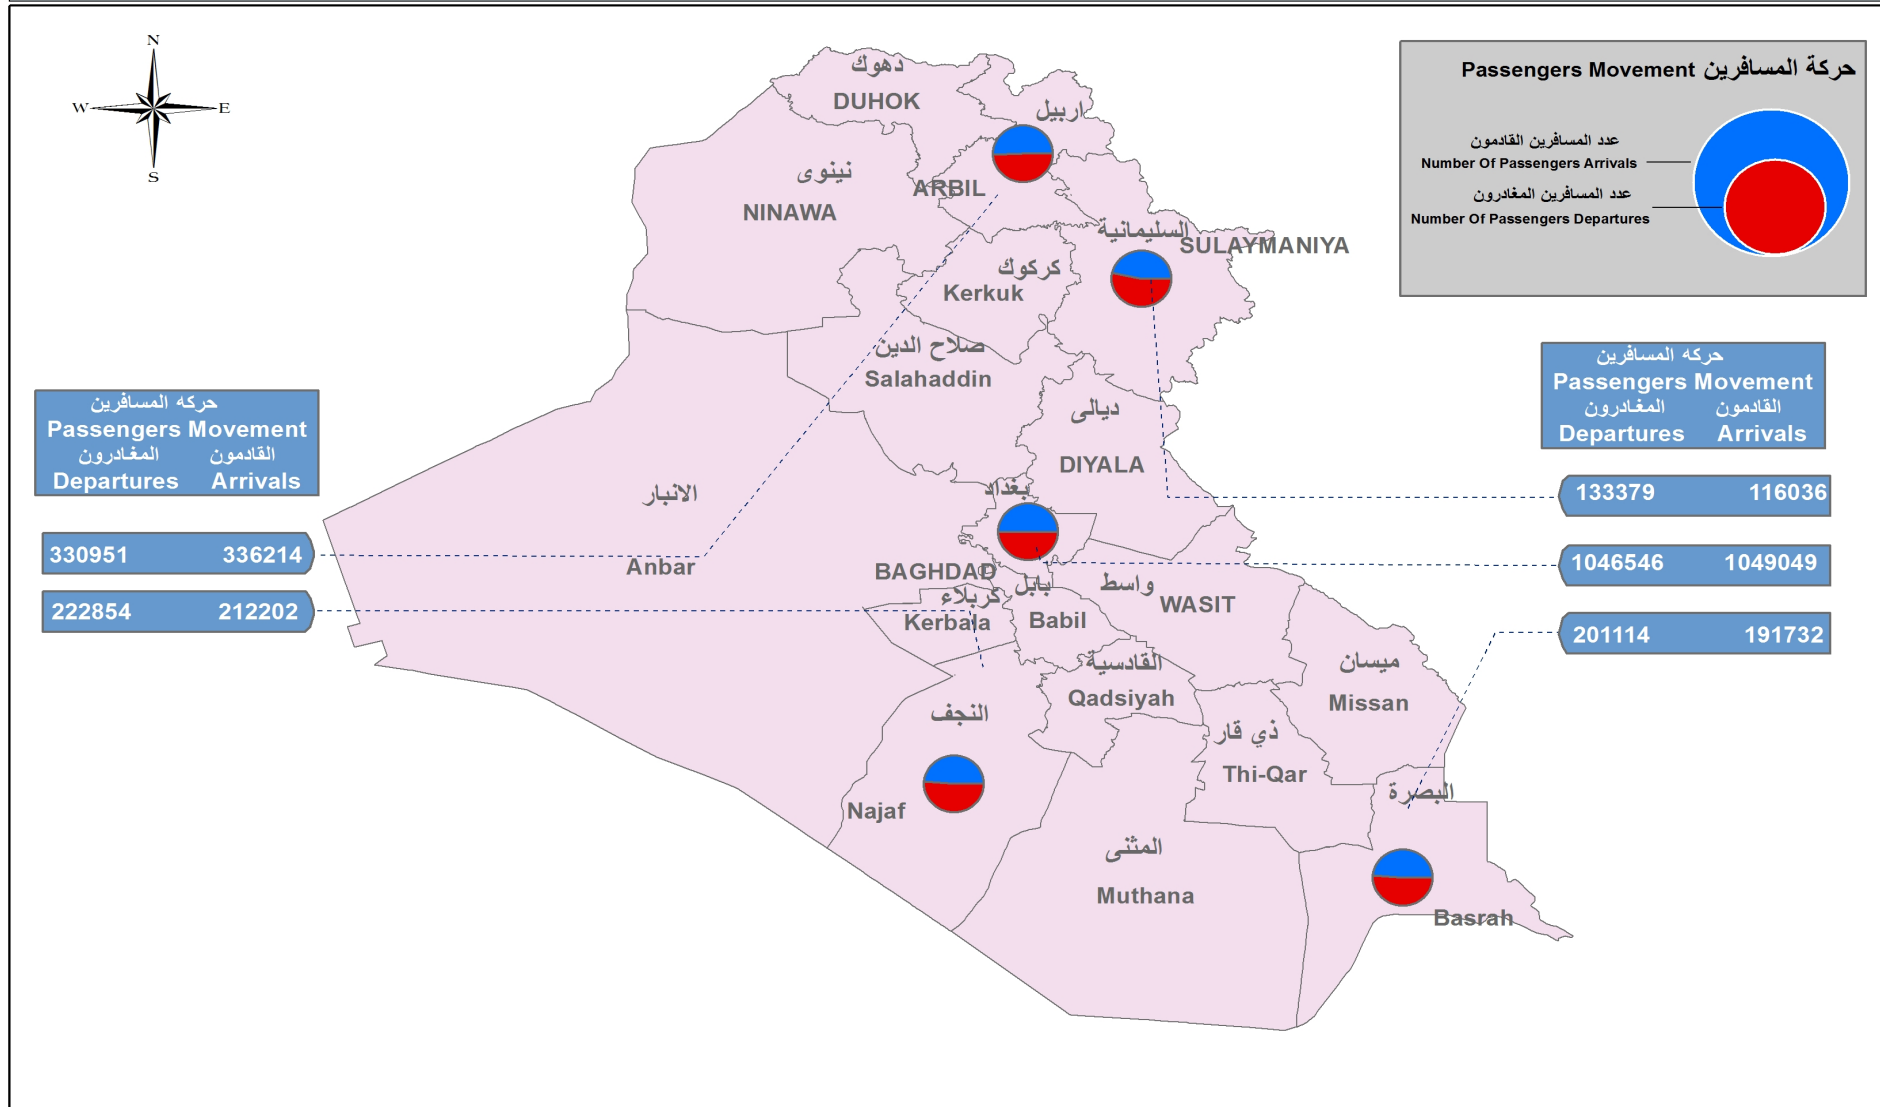 N
W
E
S
حركة المسافرين Passengers Movement
عدد المسافرين القادمون
Number Of Passengers Arrivals
عدد المسافرين المغادرون
Number Of Passengers Departures
دهوك
DUHOK
اربيل
ARBIL
نينوى
NINAWA
السليمانية
SULAYMANIYA
كركوك
Kerkuk
صلاح الدين
Salahaddin
ديالى
DIYALA
الانبار
Anbar
بغداد
BAGHDAD
كربلاء
Kerbala
بابل
Babil
واسط
WASIT
القادسية
Qadsiyah
ميسان
Missan
النجف
Najaf
ذي قار
Thi-Qar
المثنى
Muthana
البصرة
Basrah
حركه المسافرين
Passengers Movement
المغادرون القادمون
Departures Arrivals
330951 336214
222854 212202
حركه المسافرين
Passengers Movement
المغادرون القادمون
Departures Arrivals
133379 116036
1046546 1049049
201114 191732